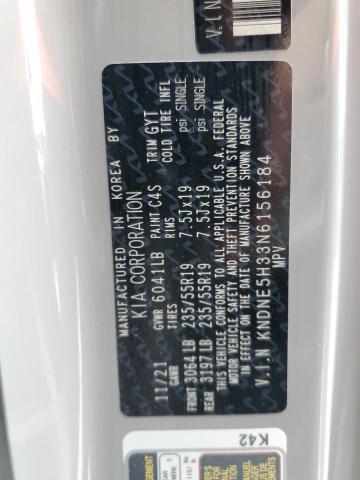 MANUFACTURED IN KOREA BY
KIA CORPORATION
11/21 GVWR 6041LB PAINT C4S TRIM GYT
GAWR TIRES RIMS COLD TIRE INFL
FRONT 3064 LB 235/55R19 7.5Jx19 psi SINGLE
REAR 3197 LB 235/55R19 7.5Jx19 psi SINGLE
THIS VEHICLE CONFORMS TO ALL APPLICABLE U.S.A. FEDERAL
MOTOR VEHICLE SAFETY AND THEFT PREVENTION STANDARDS
IN EFFECT ON THE DATE OF MANUFACTURE SHOWN ABOVE
V.I.N KNDNE5H33N6156184
MPV
V.I.N
K42